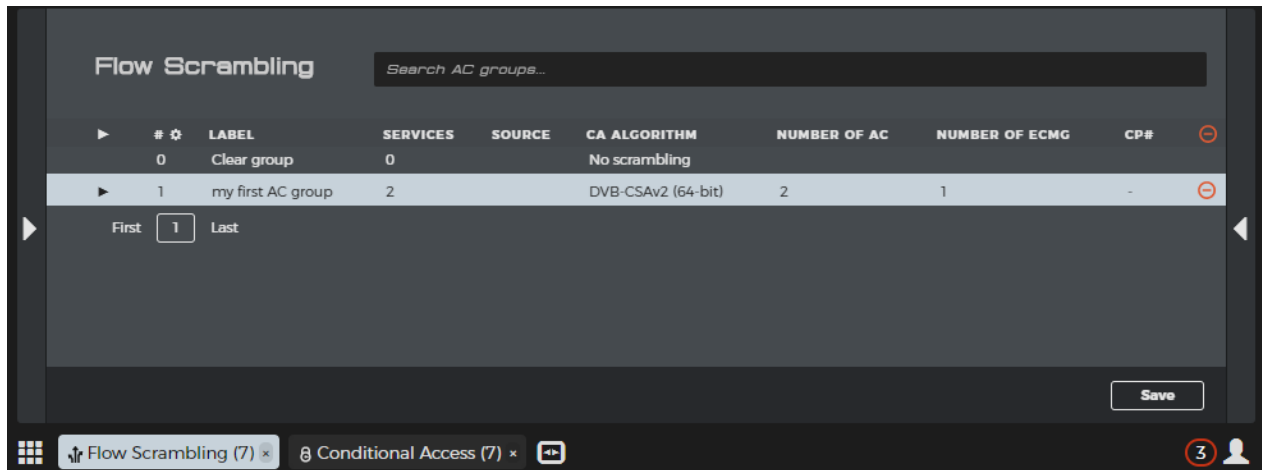 Flow Scrambling
Search AC groups...
# LABEL SERVICES SOURCE CA ALGORITHM NUMBER OF AC NUMBER OF ECMG CP#
0 Clear group 0 No scrambling
1 my first AC group 2 DVB-CSAv2 (64-bit) 2 1 -
First 1 Last
Save
Flow Scrambling (7) × Conditional Access (7) × 3